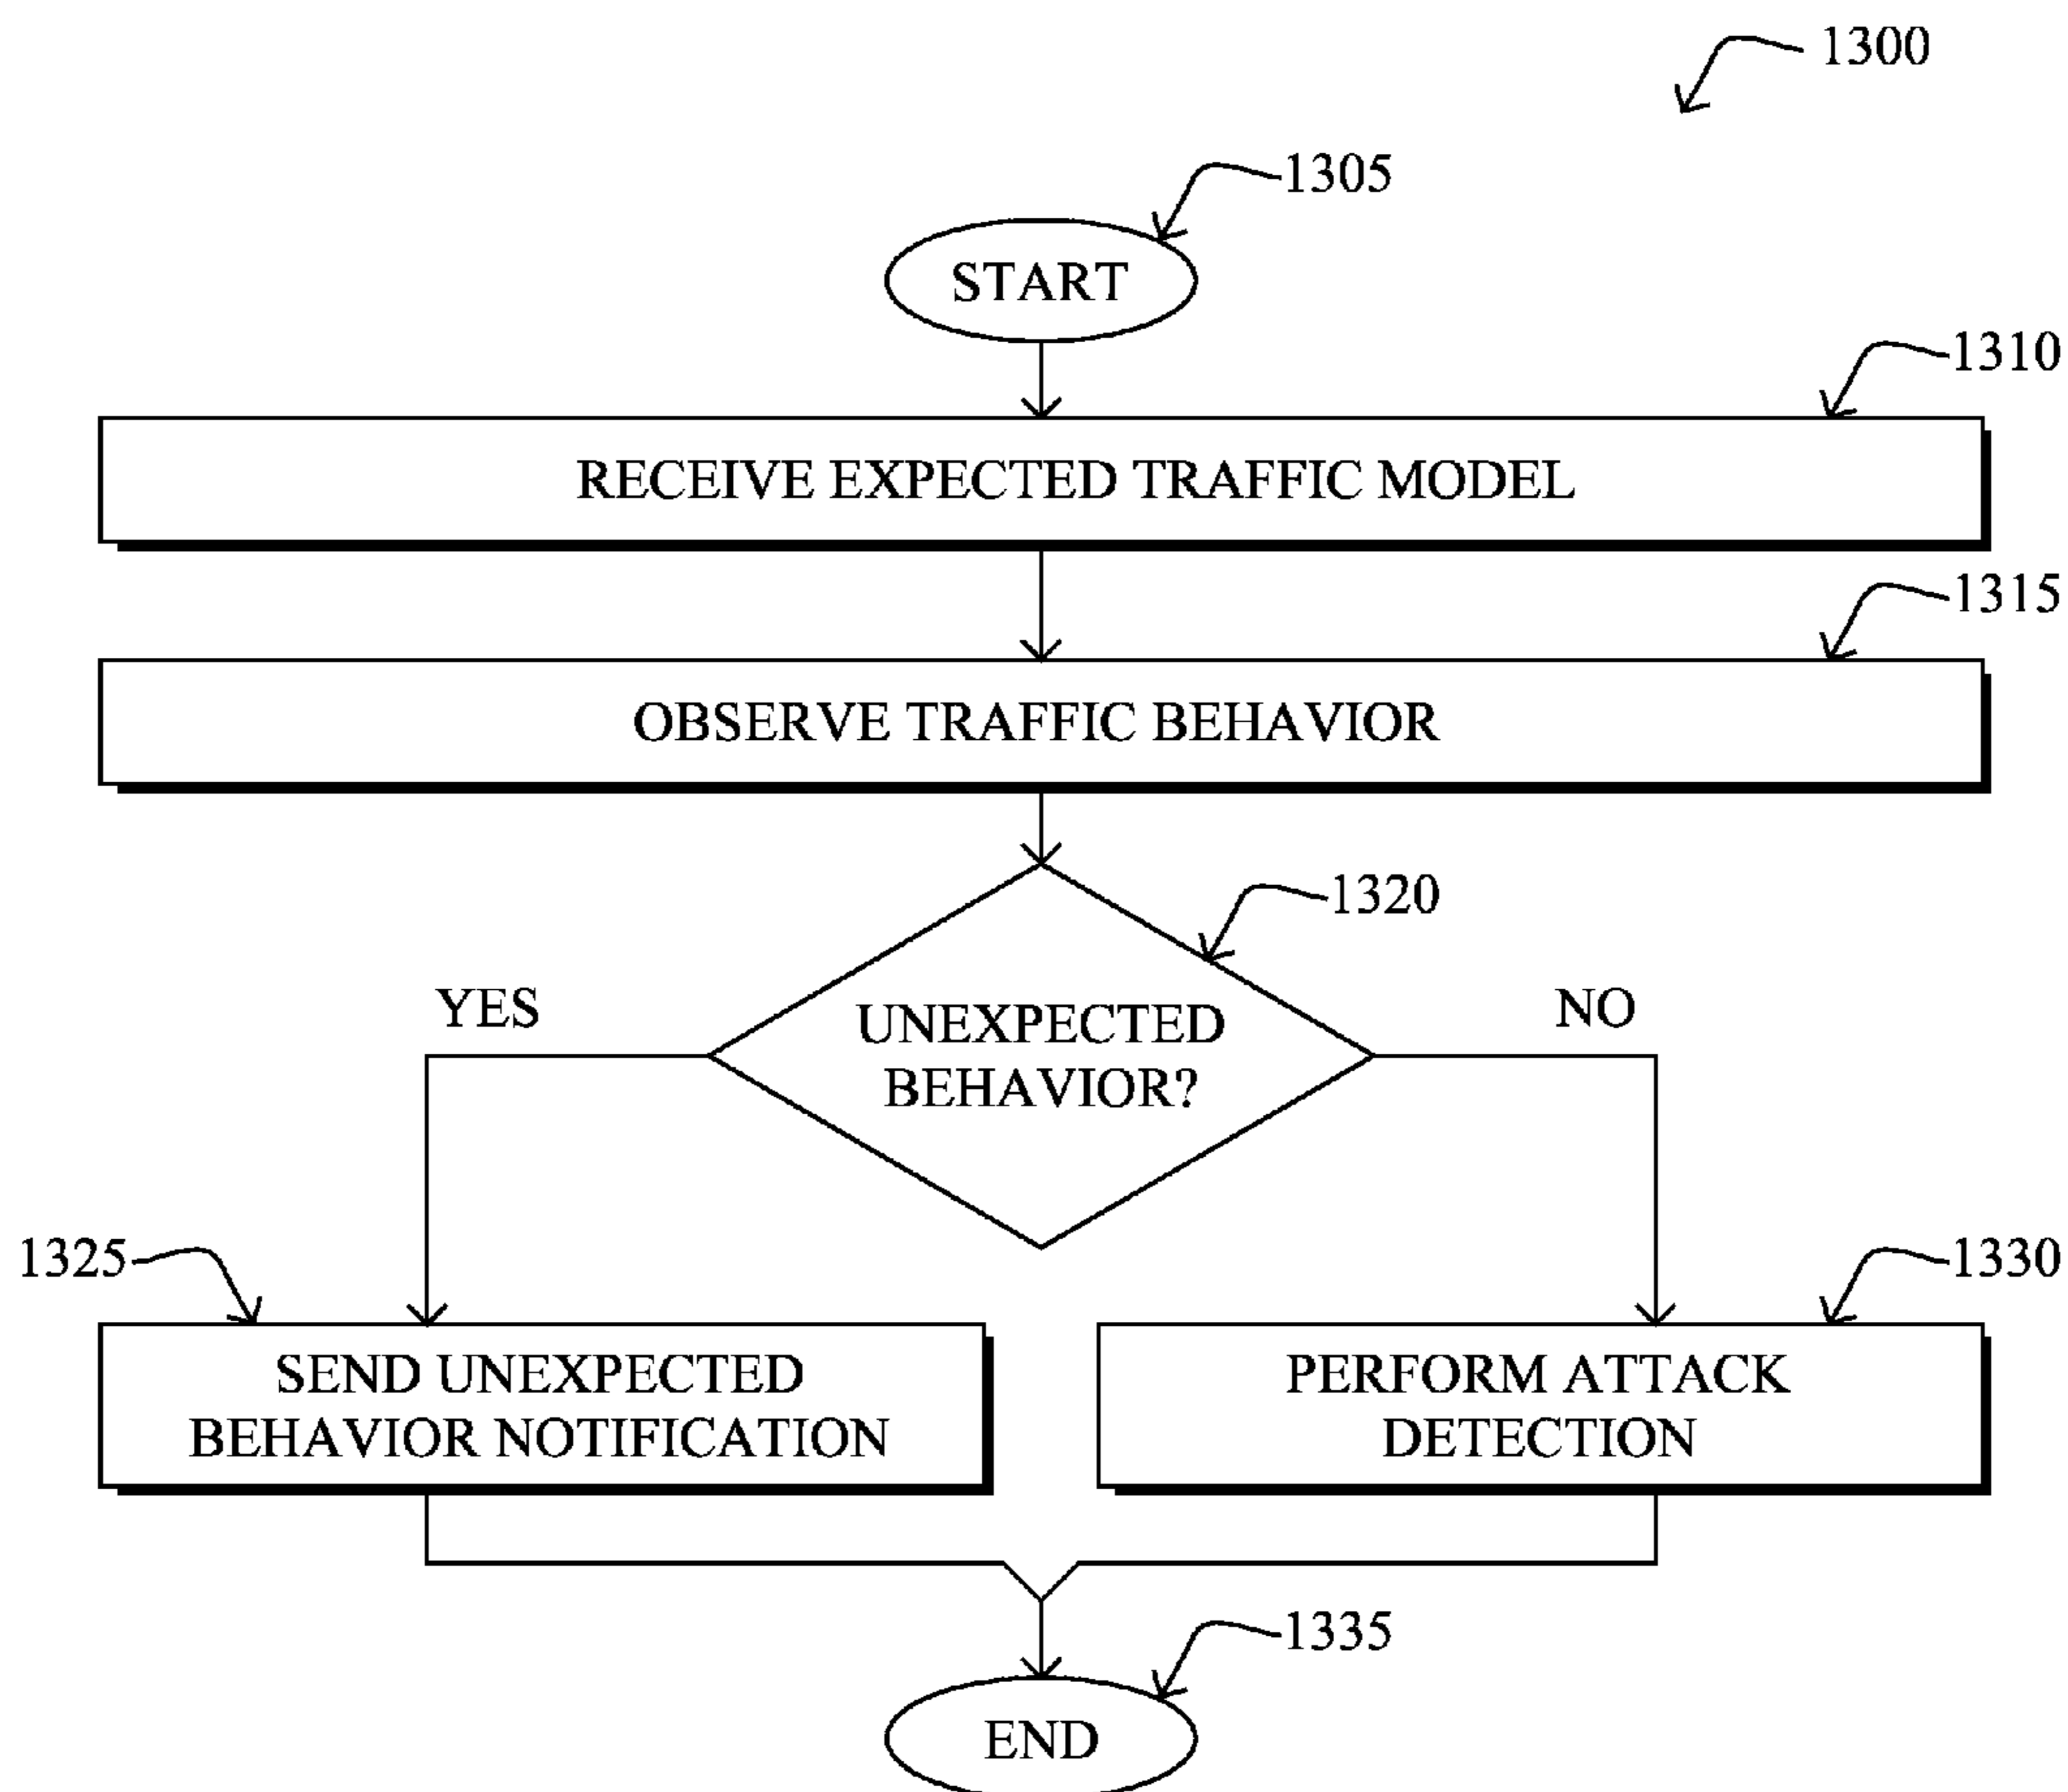 1300
1305
START
1310
RECEIVE EXPECTED TRAFFIC MODEL
1315
OBSERVE TRAFFIC BEHAVIOR
1320
YES
NO
UNEXPECTED
BEHAVIOR?
1325
1330
SEND UNEXPECTED
BEHAVIOR NOTIFICATION
PERFORM ATTACK
DETECTION
1335
END